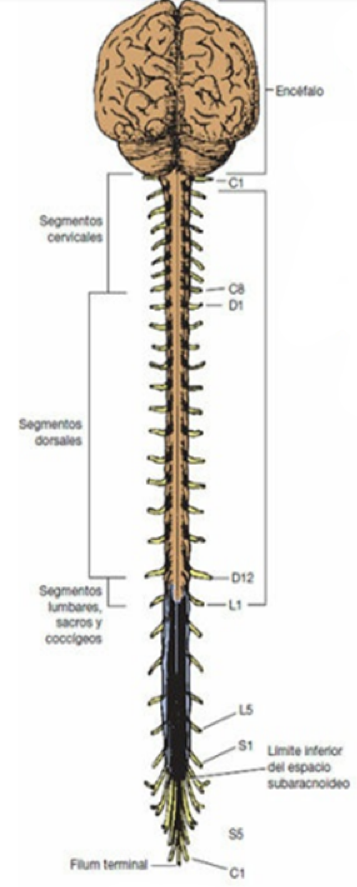 Encéfalo
C1
Segmentos
cervicales
C8
D1
Segmentos
dorsales
D12
Segmentos
lumbares,
sacros y
coccígeos
L1
L5
S1
Límite inferior
del espacio
subaracnoideo
S5
Filum terminal
C1